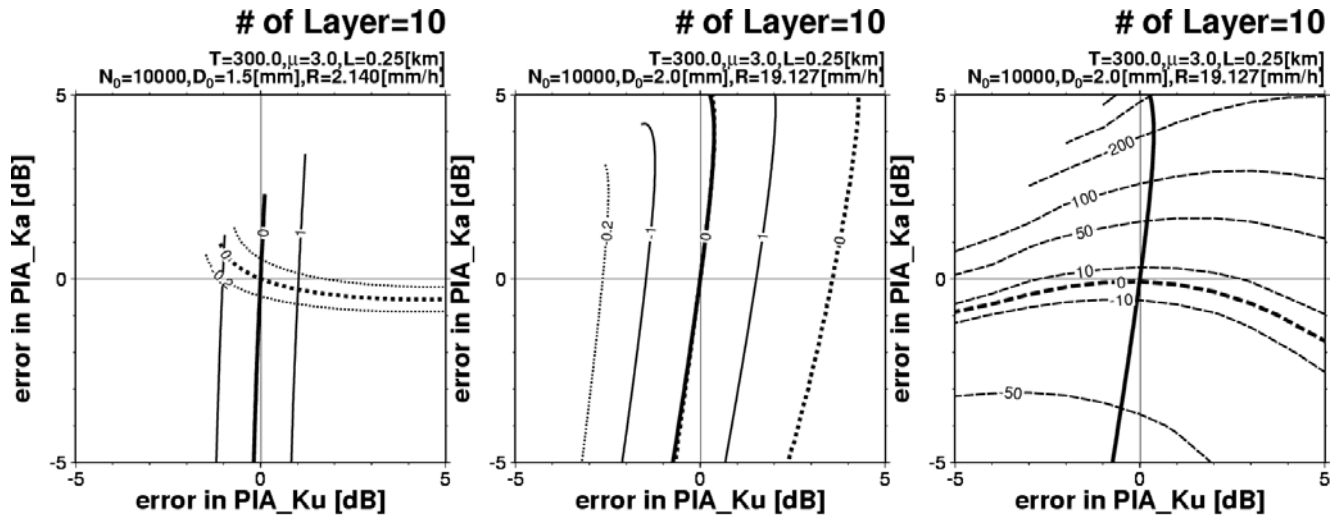 # of Layer=10
T=300.0,μ=3.0,L=0.25[km]
N₀=10000,D₀=1.5[mm],R=2.140[mm/h]
5
0
-5
error in PIA_Ka [dB]
0
1
0
0.2
-5
0
5
error in PIA_Ku [dB]
# of Layer=10
T=300.0,μ=3.0,L=0.25[km]
N₀=10000,D₀=2.0[mm],R=19.127[mm/h]
5
0
-5
error in PIA_Ka [dB]
-0.2
-1
0
1
0
-5
0
5
error in PIA_Ku [dB]
# of Layer=10
T=300.0,μ=3.0,L=0.25[km]
N₀=10000,D₀=2.0[mm],R=19.127[mm/h]
5
0
-5
error in PIA_Ka [dB]
200
100
50
10
0
-10
-50
-5
0
5
error in PIA_Ku [dB]